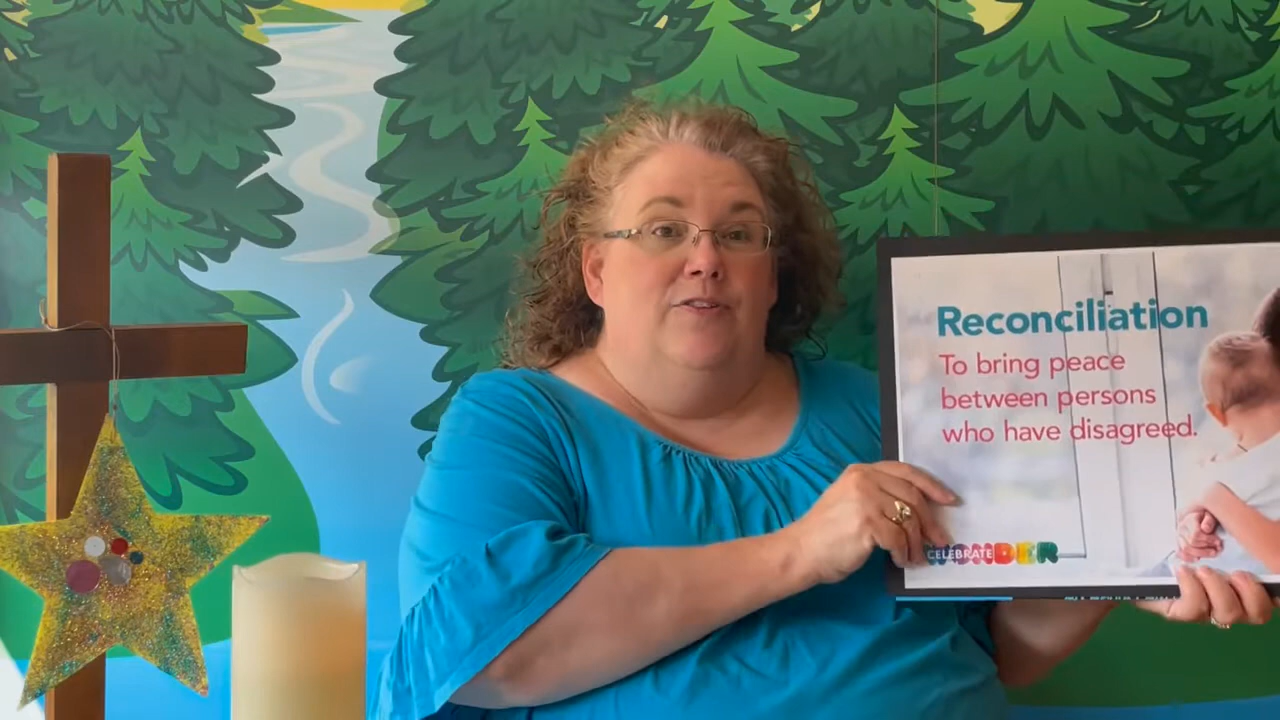 Reconciliation
To bring peace
between persons
who have disagreed.
CELEBRATE
WONDER